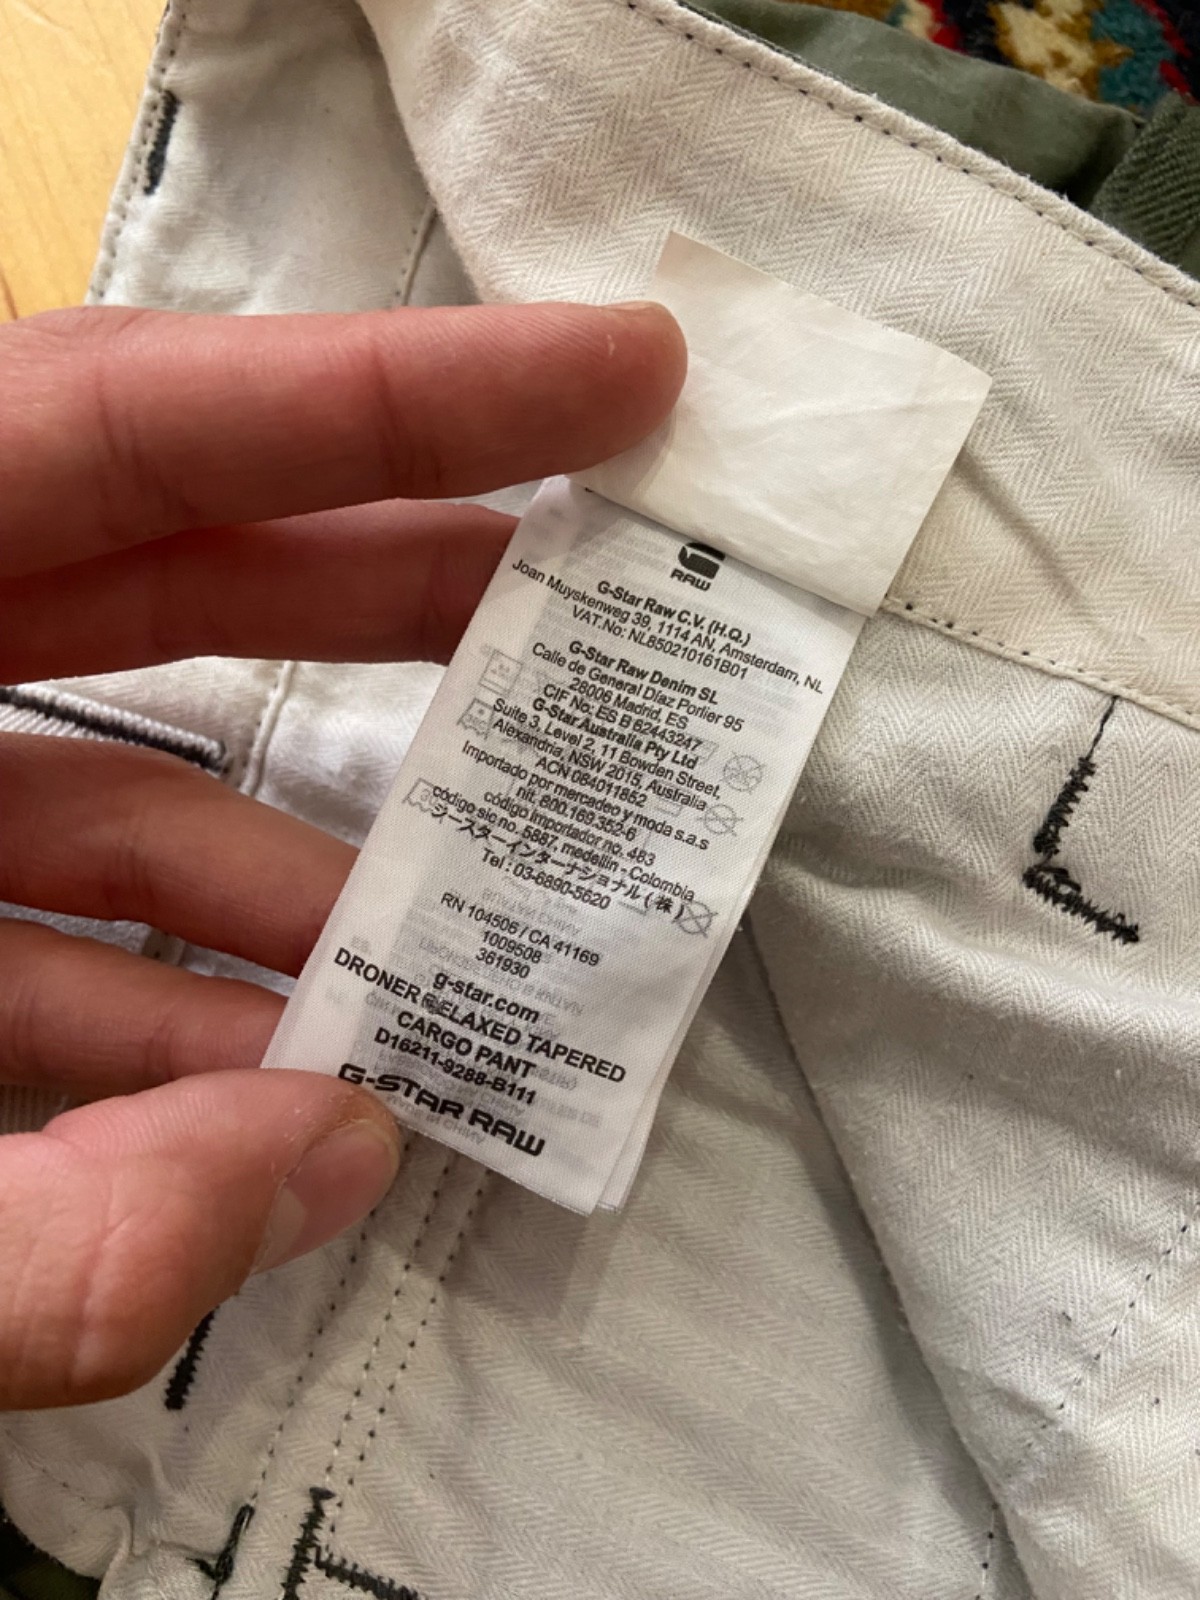 RAW
G-Star Raw C.V. (H.Q.)
Joan Muyskenweg 39, 1114 AN, Amsterdam, NL
VAT.No: NL850210161B01
G-Star Raw Denim SL
Calle de General Díaz Porlier 95
28006 Madrid, ES
CIF No: ES B 62443247
G-Star Australia Pty Ltd
Suite 3, Level 2, 11 Bowden Street,
Alexandria, NSW 2015, Australia
ACN 084011852
Importado por mercadeo y moda s.a.s
nit. 800.169.352-6
código importador no. 483
código sic no. 5887, medellin - Colombia
ジースターインターナショナル ( 株 )
Tel : 03-6890-5620
RN 104506 / CA 41169
1009508
361930
g-star.com
DRONER RELAXED TAPERED
CARGO PANT
D16211-9288-B111
G-STAR RAW